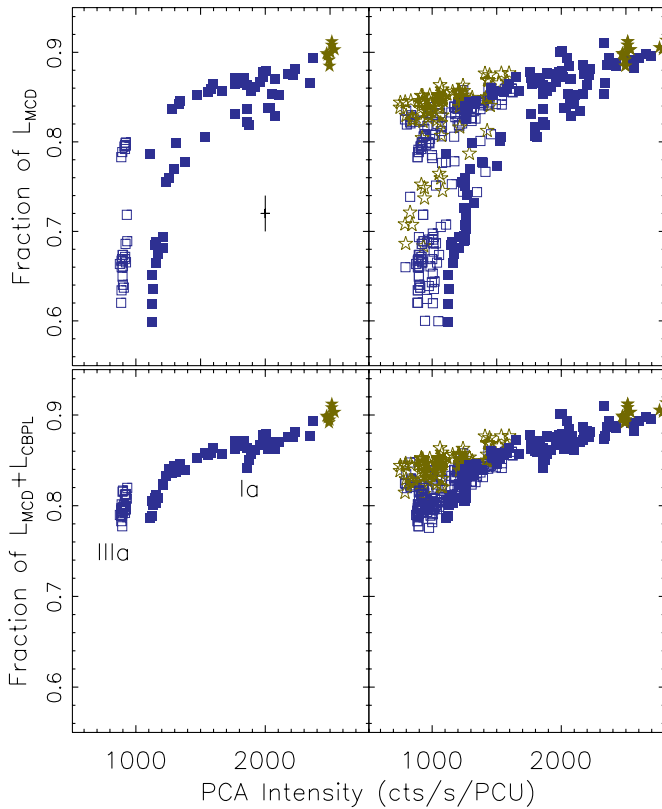 Fraction of L_MCD
0.9
0.8
0.7
0.6
Fraction of L_MCD+L_CBPL
0.9
0.8
0.7
0.6
Ia
IIIa
1000
2000
1000
2000
PCA Intensity (cts/s/PCU)